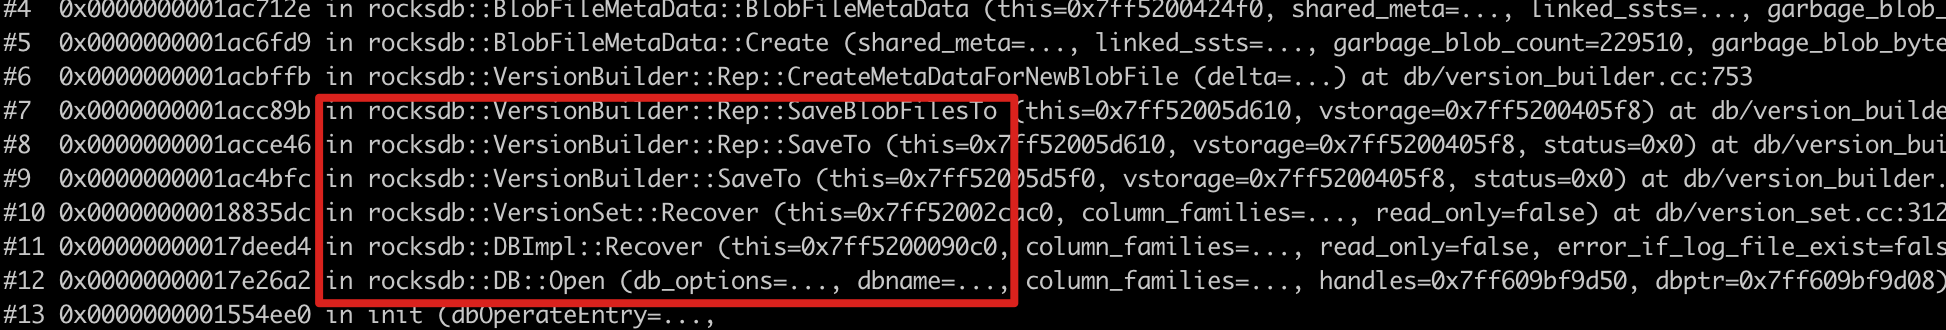 #4  0x0000000001ac712e in rocksdb::BlobFileMetaData::BlobFileMetaData (this=0x7ff5200424f0, shared_meta=..., linked_ssts=..., garbage_blob_
#5  0x0000000001ac6fd9 in rocksdb::BlobFileMetaData::Create (shared_meta=..., linked_ssts=..., garbage_blob_count=229510, garbage_blob_byte
#6  0x0000000001acbffb in rocksdb::VersionBuilder::Rep::CreateMetaDataForNewBlobFile (delta=...) at db/version_builder.cc:753
#7  0x0000000001acc89b in rocksdb::VersionBuilder::Rep::SaveBlobFilesTo (this=0x7ff52005d610, vstorage=0x7ff5200405f8) at db/version_builde
#8  0x0000000001acce46 in rocksdb::VersionBuilder::Rep::SaveTo (this=0x7ff52005d610, vstorage=0x7ff5200405f8, status=0x0) at db/version_bui
#9  0x0000000001ac4bfc in rocksdb::VersionBuilder::SaveTo (this=0x7ff52005d5f0, vstorage=0x7ff5200405f8, status=0x0) at db/version_builder.
#10 0x00000000018835dc in rocksdb::VersionSet::Recover (this=0x7ff52002cac0, column_families=..., read_only=false) at db/version_set.cc:312
#11 0x00000000017deed4 in rocksdb::DBImpl::Recover (this=0x7ff5200090c0, column_families=..., read_only=false, error_if_log_file_exist=fals
#12 0x00000000017e26a2 in rocksdb::DB::Open (db_options=..., dbname=..., column_families=..., handles=0x7ff609bf9d50, dbptr=0x7ff609bf9d08)
#13 0x0000000001554ee0 in init (dbOperateEntry=...,